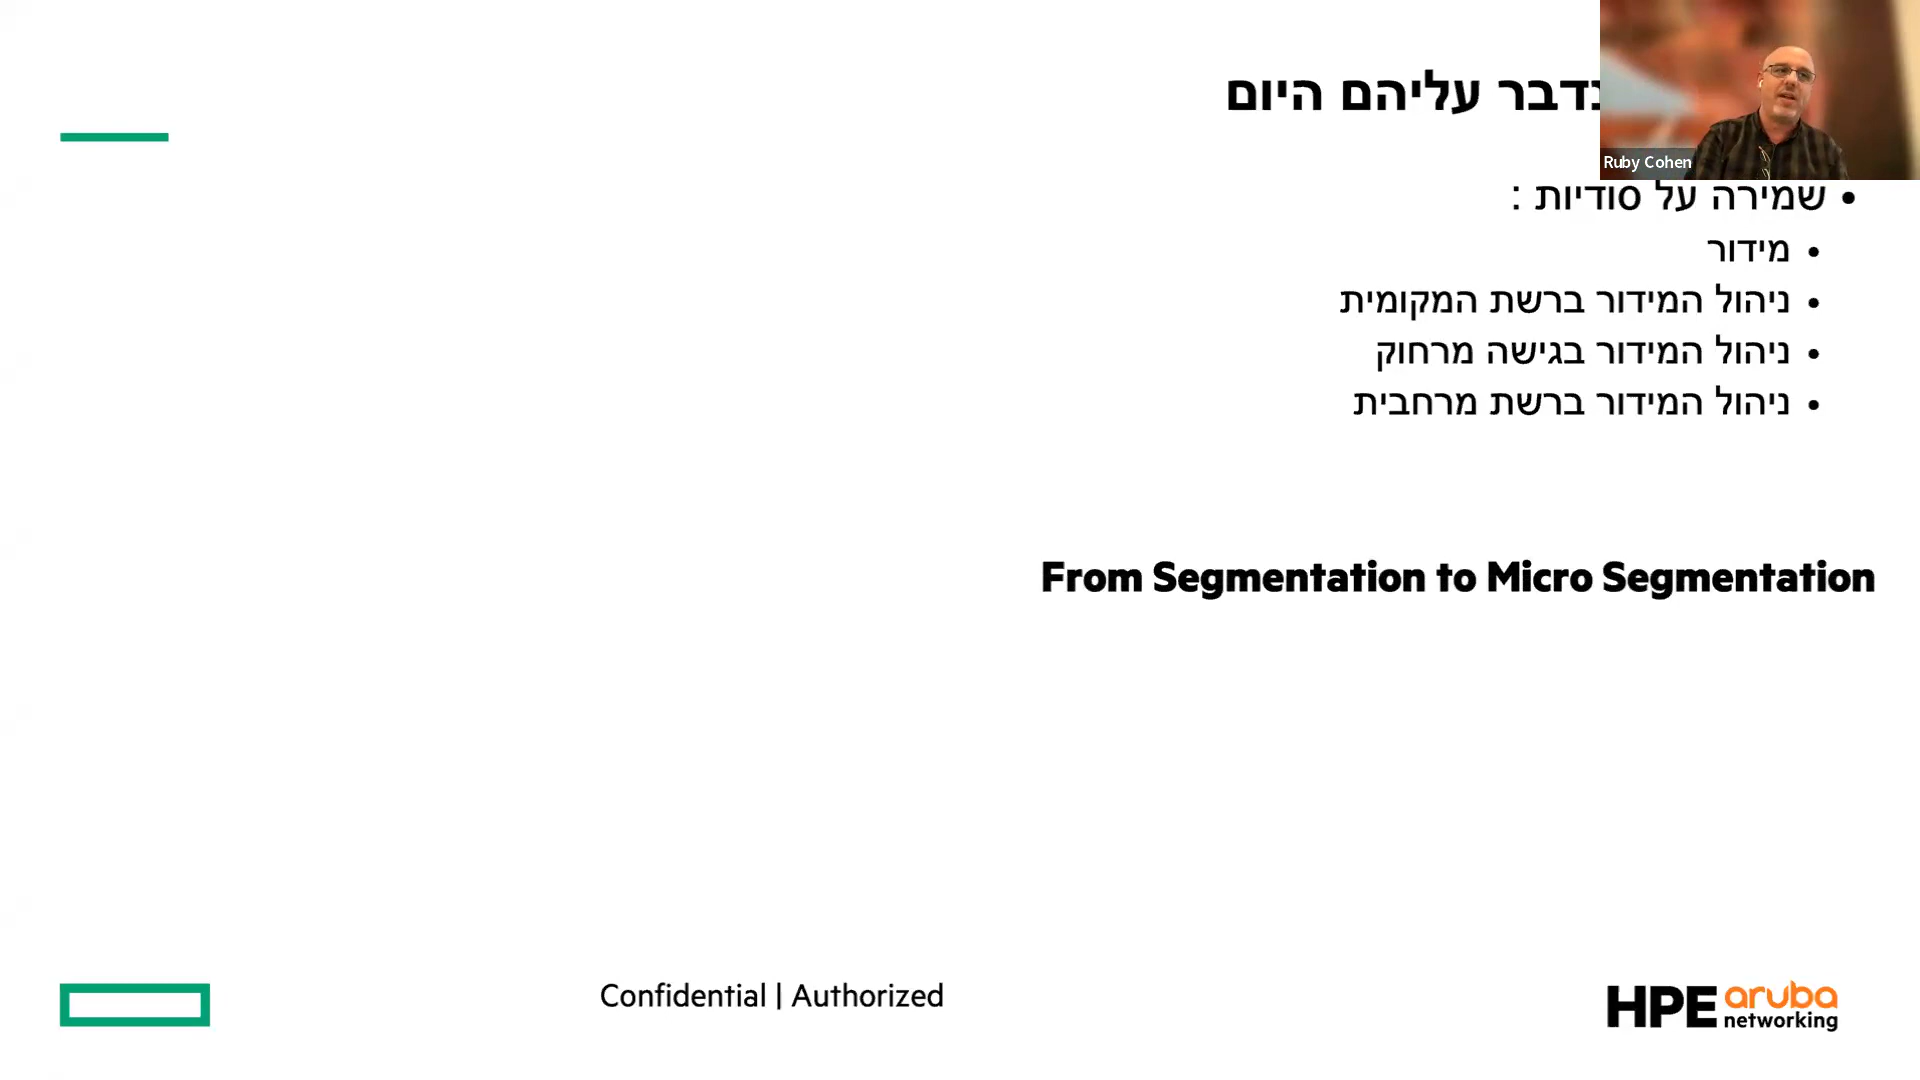 עליהם היום
Ruby Cohen
• שמירה על סודיות :
• מידור
• ניהול המידור ברשת המקומית
• ניהול המידור בגישה מרחוק
• ניהול המידור ברשת מרחבית
From Segmentation to Micro Segmentation
Confidential | Authorized
HPE aruba
networking